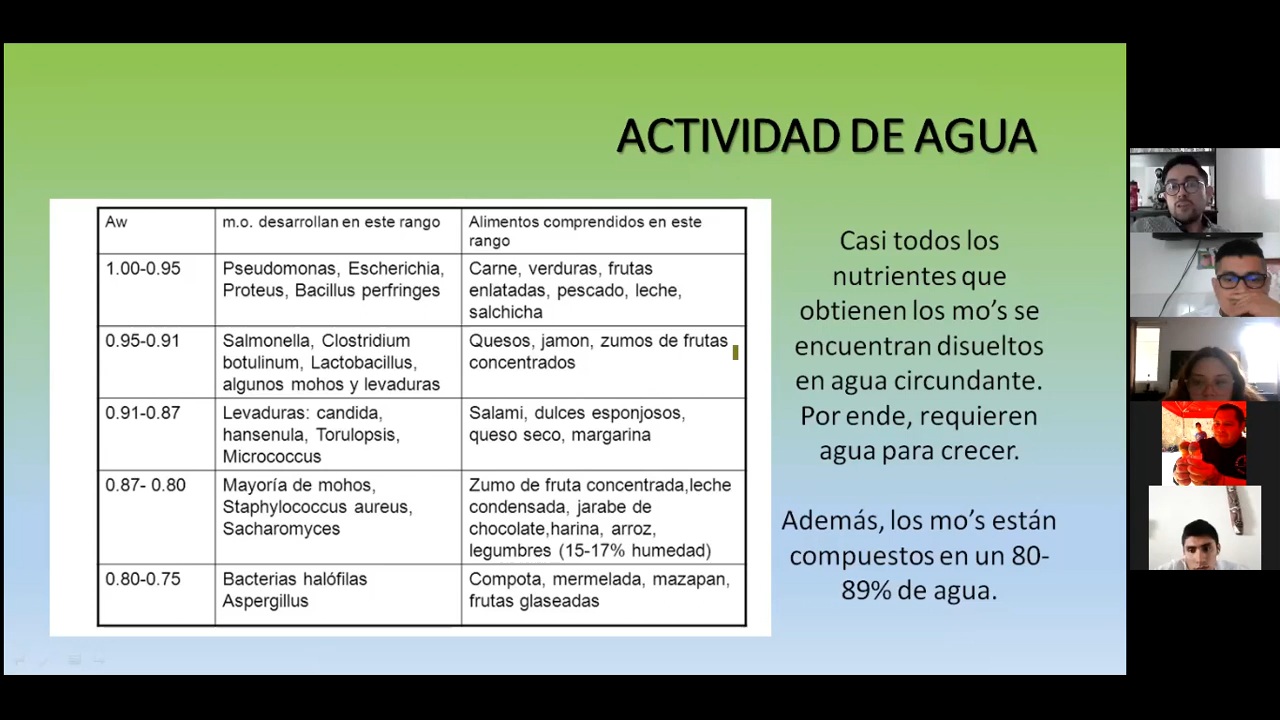 ACTIVIDAD DE AGUA
Aw
m.o. desarrollan en este rango
Alimentos comprendidos en este
rango
1.00-0.95
Pseudomonas, Escherichia,
Proteus, Bacillus perfringes
Carne, verduras, frutas
enlatadas, pescado, leche,
salchicha
0.95-0.91
Salmonella, Clostridium
botulinum, Lactobacillus,
algunos mohos y levaduras
Quesos, jamon, zumos de frutas
concentrados
0.91-0.87
Levaduras: candida,
hansenula, Torulopsis,
Micrococcus
Salami, dulces esponjosos,
queso seco, margarina
0.87- 0.80
Mayoría de mohos,
Staphylococcus aureus,
Sacharomyces
Zumo de fruta concentrada,leche
condensada, jarabe de
chocolate,harina, arroz,
legumbres (15-17% humedad)
0.80-0.75
Bacterias halófilas
Aspergillus
Compota, mermelada, mazapan,
frutas glaseadas
Casi todos los
nutrientes que
obtienen los mo’s se
encuentran disueltos
en agua circundante.
Por ende, requieren
agua para crecer.
Además, los mo’s están
compuestos en un 80-
89% de agua.